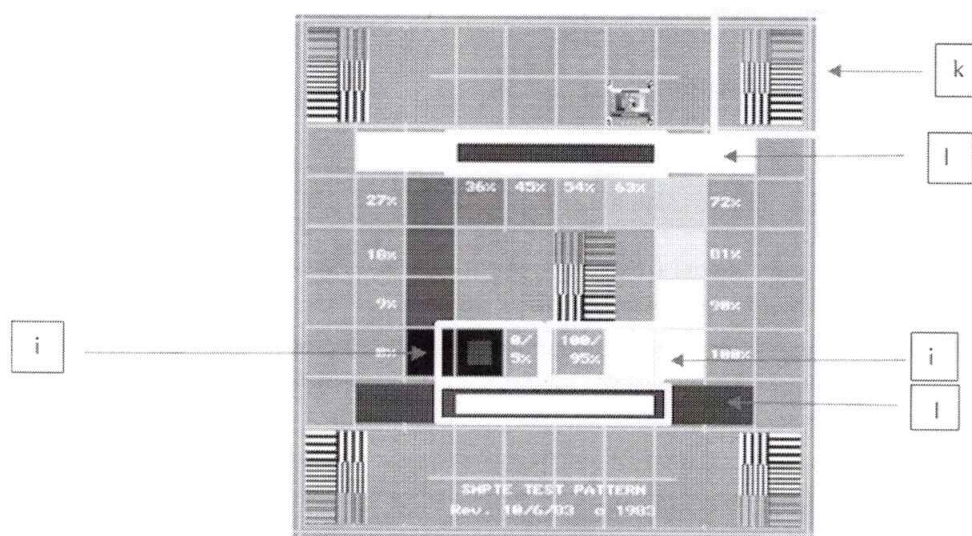 k
l
36% 45% 54% 63%
27% 72%
18% 81%
9% 90%
i 0/ 100/ i
5% 95%
0% 100%
l
SMPTE TEST PATTERN
Rev. 10/6/83 c 1983